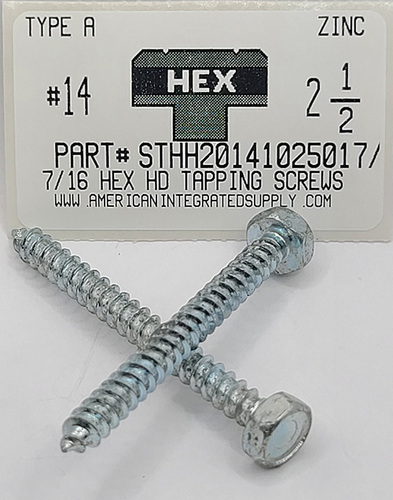 TYPE A ZINC
HEX
#14 2 1/2
PART# STHH20141025017/
7/16 HEX HD TAPPING SCREWS
WWW.AMERICANINTEGRATEDSUPPLY.COM